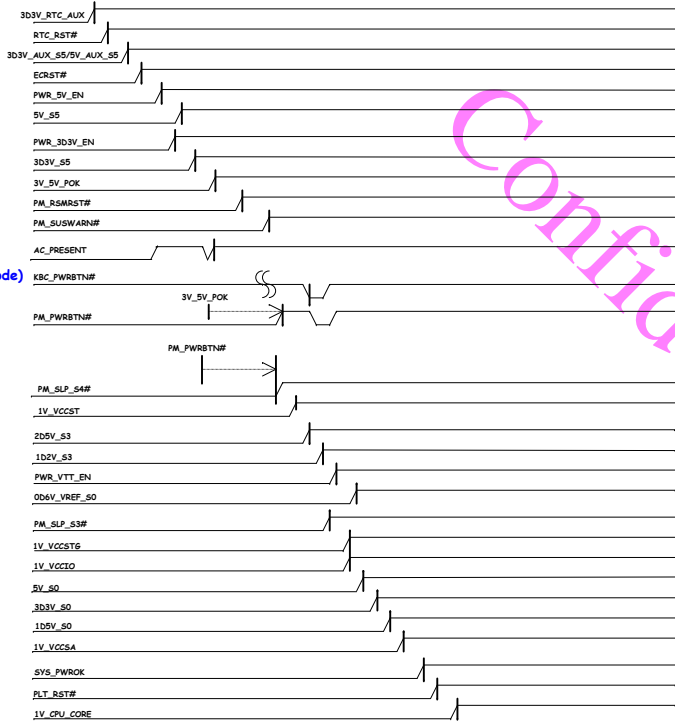 3D3V_RTC_AUX
RTC_RST#
3D3V_AUX_S5/5V_AUX_S5
ECRST#
PWR_5V_EN
5V_S5
PWR_3D3V_EN
3D3V_S5
3V_5V_POK
PM_RSMRST#
PM_SUSWARN#
AC_PRESENT
ode) KBC_PWRBTN#
3V_5V_POK
PM_PWRBTN#
PM_PWRBTN#
PM_SLP_S4#
1V_VCCST
2D5V_S3
1D2V_S3
PWR_VTT_EN
0D6V_VREF_S0
PM_SLP_S3#
1V_VCCSTG
1V_VCCIO
5V_S0
3D3V_S0
1D5V_S0
1V_VCCSA
SYS_PWROK
PLT_RST#
1V_CPU_CORE
Confid